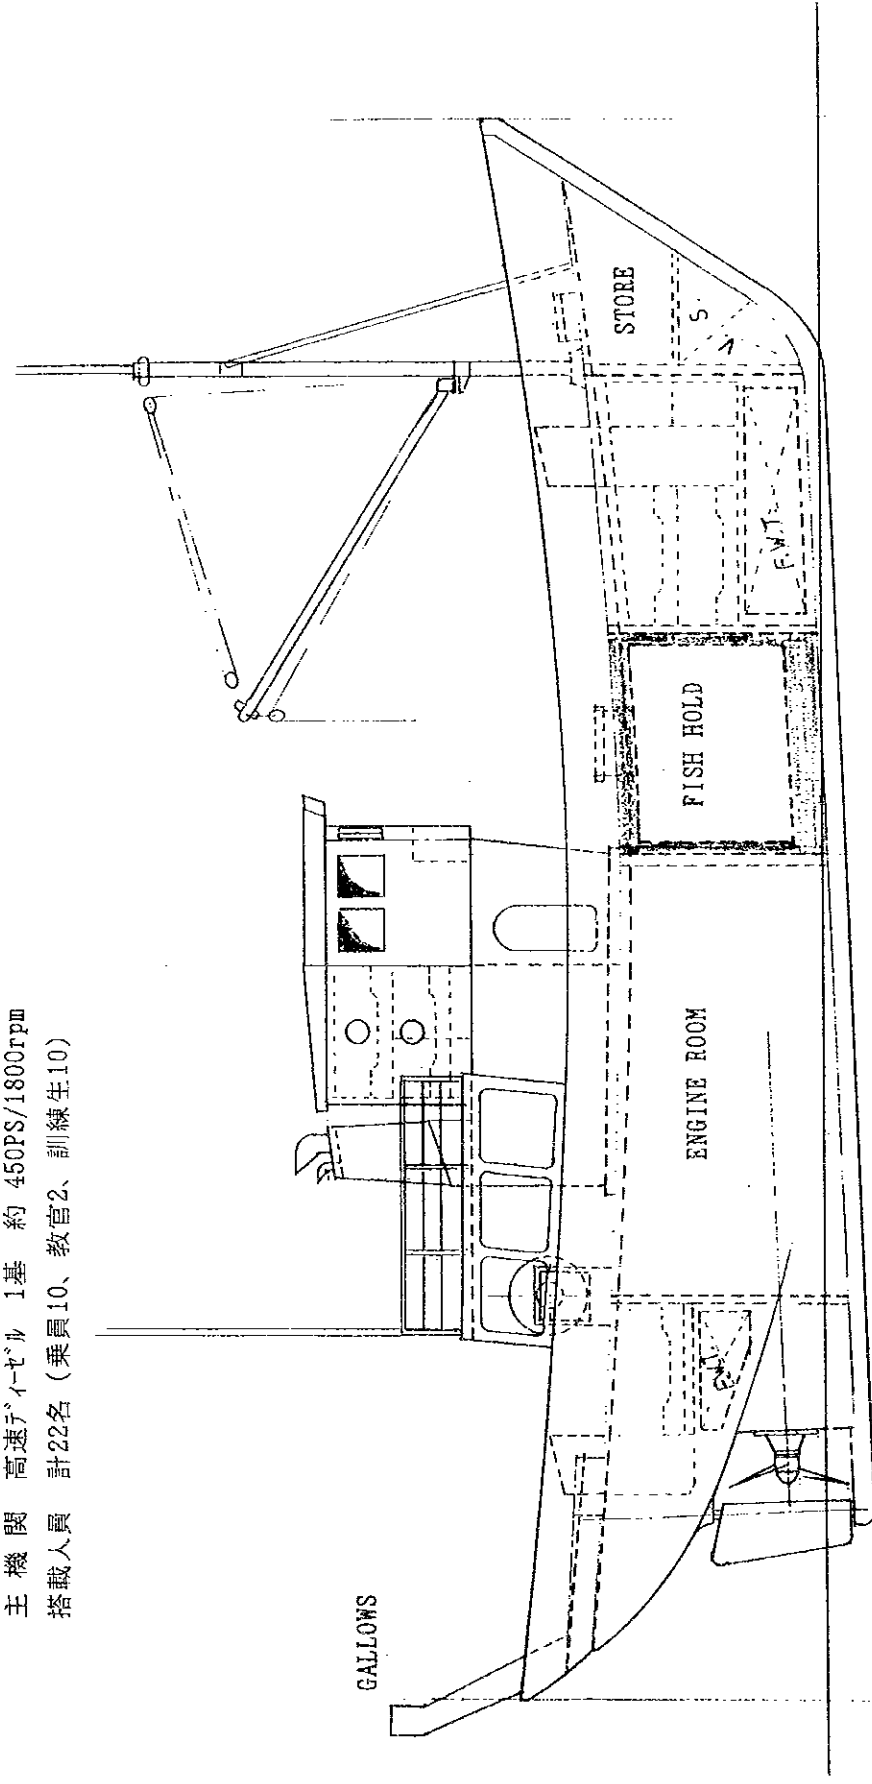 主 機 関 高速ディーゼル 1基 約 450PS/1800rpm
搭載人員 計22名 (乗員10、教官2、訓練生10)
GALLOWS
ENGINE ROOM
FISH HOLD
STORE
F.W.T.